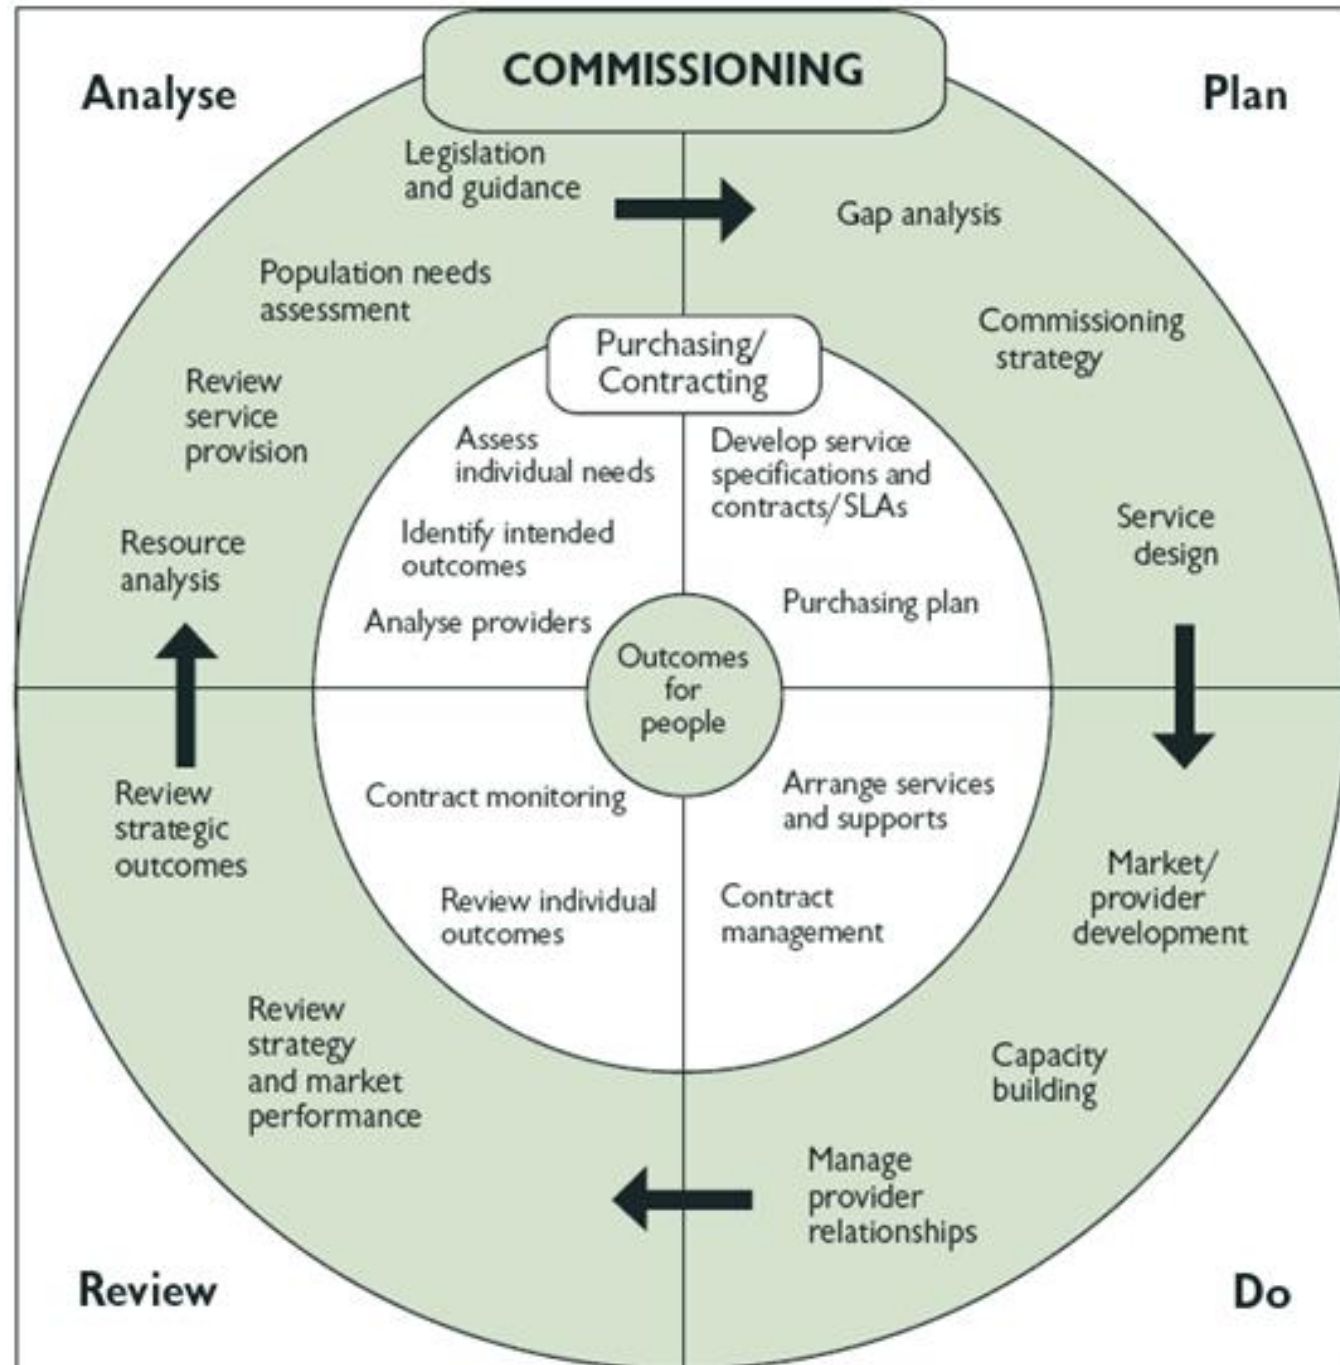 Analyse
COMMISSIONING
Plan
Legislation
and guidance
Gap analysis
Population needs
assessment
Commissioning
strategy
Review
service
provision
Service
design
Resource
analysis
Purchasing/
Contracting
Assess
individual needs
Identify intended
outcomes
Analyse providers
Develop service
specifications and
contracts/SLAs
Purchasing plan
Outcomes
for
people
Contract monitoring
Review individual
outcomes
Arrange services
and supports
Contract
management
Review
strategic
outcomes
Market/
provider
development
Review
strategy
and market
performance
Capacity
building
Manage
provider
relationships
Review
Do